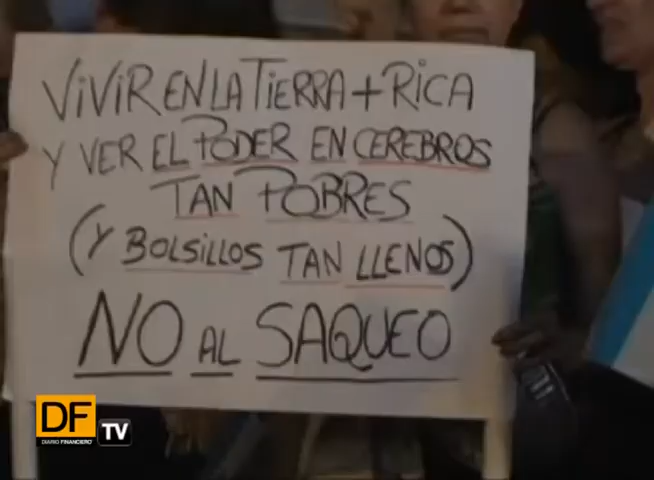 ViViR EN LA TiERRA + RiCA
Y VER EL PODER EN CEREBROS
TAN POBRES
(Y BOLSiLLOS TAN LLENOS)
NO AL SAQUEO
DF
DIARIO FINANCIERO
TV